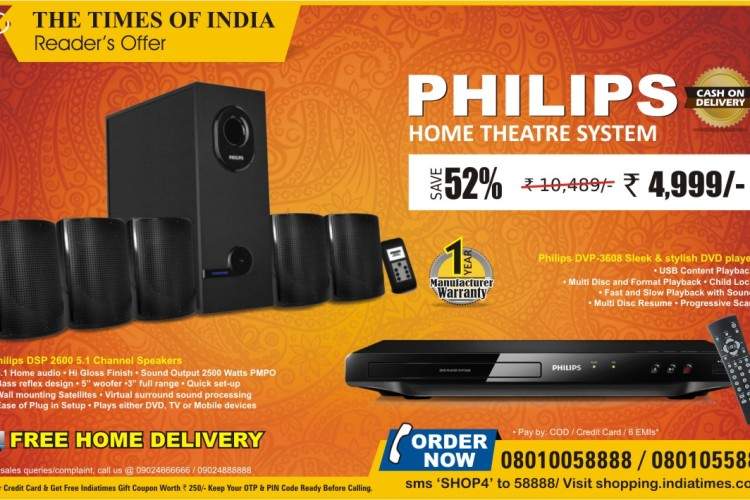 THE TIMES OF INDIA
Reader's Offer
PHILIPS
CASH ON
DELIVERY
HOME THEATRE SYSTEM
SAVE 52% ₹ 10,489/- ₹ 4,999/-
PHILIPS
1 YEAR
Manufacturer
Warranty
Philips DVP-3608 Sleek & stylish DVD playe
• USB Content Playbac
• Multi Disc and Format Playback • Child Loc
• Fast and Slow Playback with Soun
• Multi Disc Resume • Progressive Sca
hilips DSP 2600 5.1 Channel Speakers
.1 Home audio • Hi Gloss Finish • Sound Output 2500 Watts PMPO
Bass reflex design • 5" woofer •3" full range • Quick set-up
Wall mounting Satellites • Virtual surround sound processing
Ease of Plug in Setup • Plays either DVD, TV or Mobile devices
PHILIPS
FREE HOME DELIVERY
• Pay by: COD / Credit Card / 6 EMIs*
ORDER
NOW
08010058888 / 080105588
sales queries/complaint, call us @ 09024666666 / 09024888888
sms 'SHOP4' to 58888/ Visit shopping.indiatimes.co
r Credit Card & Get Free Indiatimes Gift Coupon Worth ₹ 250/- Keep Your OTP & PIN Code Ready Before Calling.